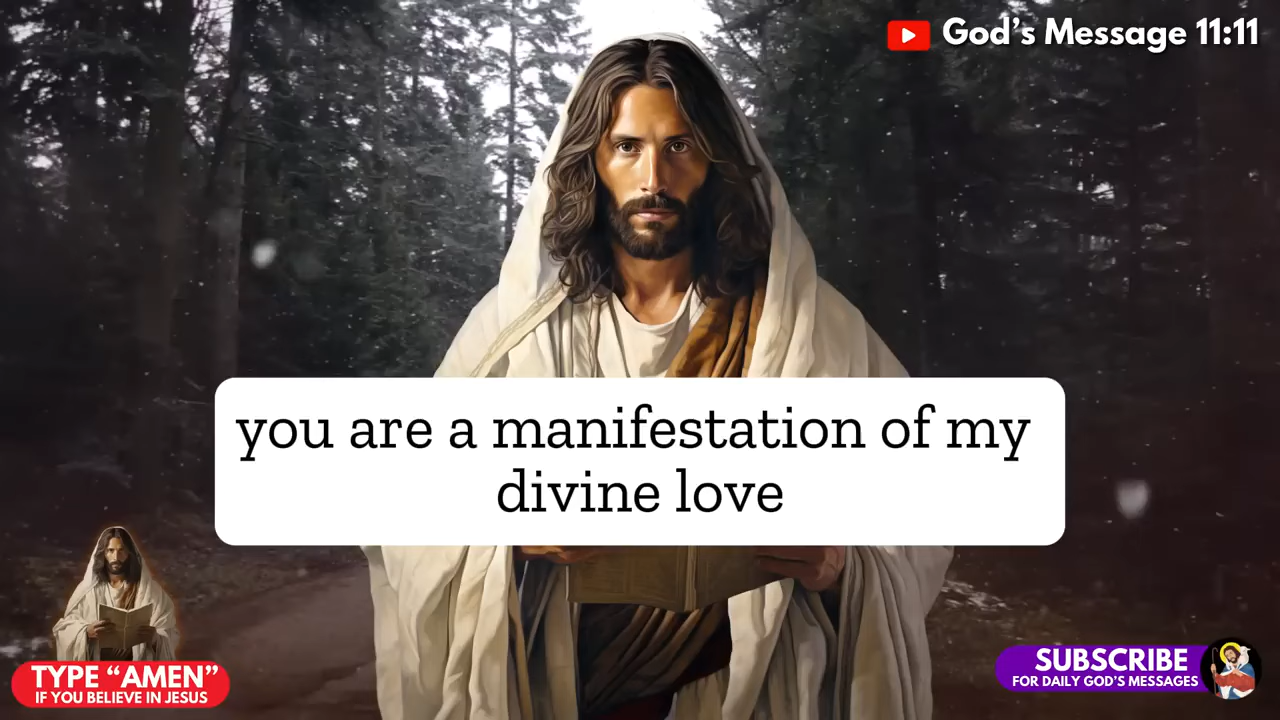 God's Message 11:11
you are a manifestation of my
divine love
TYPE “AMEN”
IF YOU BELIEVE IN JESUS
SUBSCRIBE
FOR DAILY GOD'S MESSAGES